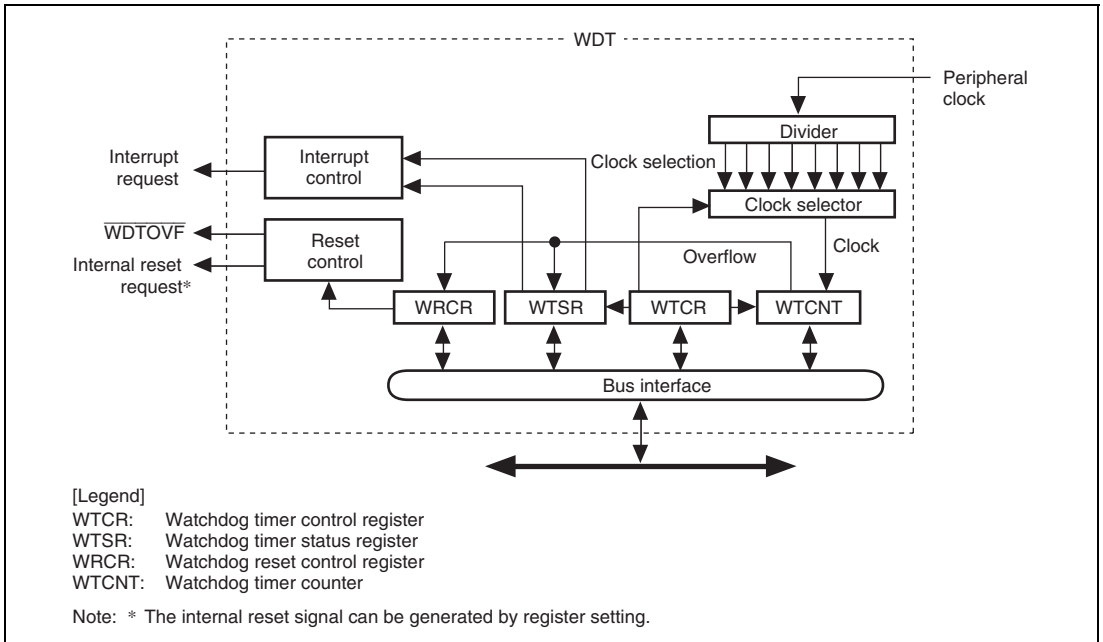 WDT
Peripheral
clock
Divider
Interrupt
request
Interrupt
control
Clock selection
Clock selector
WDTOVF
Internal reset
request*
Reset
control
Overflow
Clock
WRCR
WTSR
WTCR
WTCNT
Bus interface
[Legend]
WTCR: Watchdog timer control register
WTSR: Watchdog timer status register
WRCR: Watchdog reset control register
WTCNT: Watchdog timer counter
Note: * The internal reset signal can be generated by register setting.